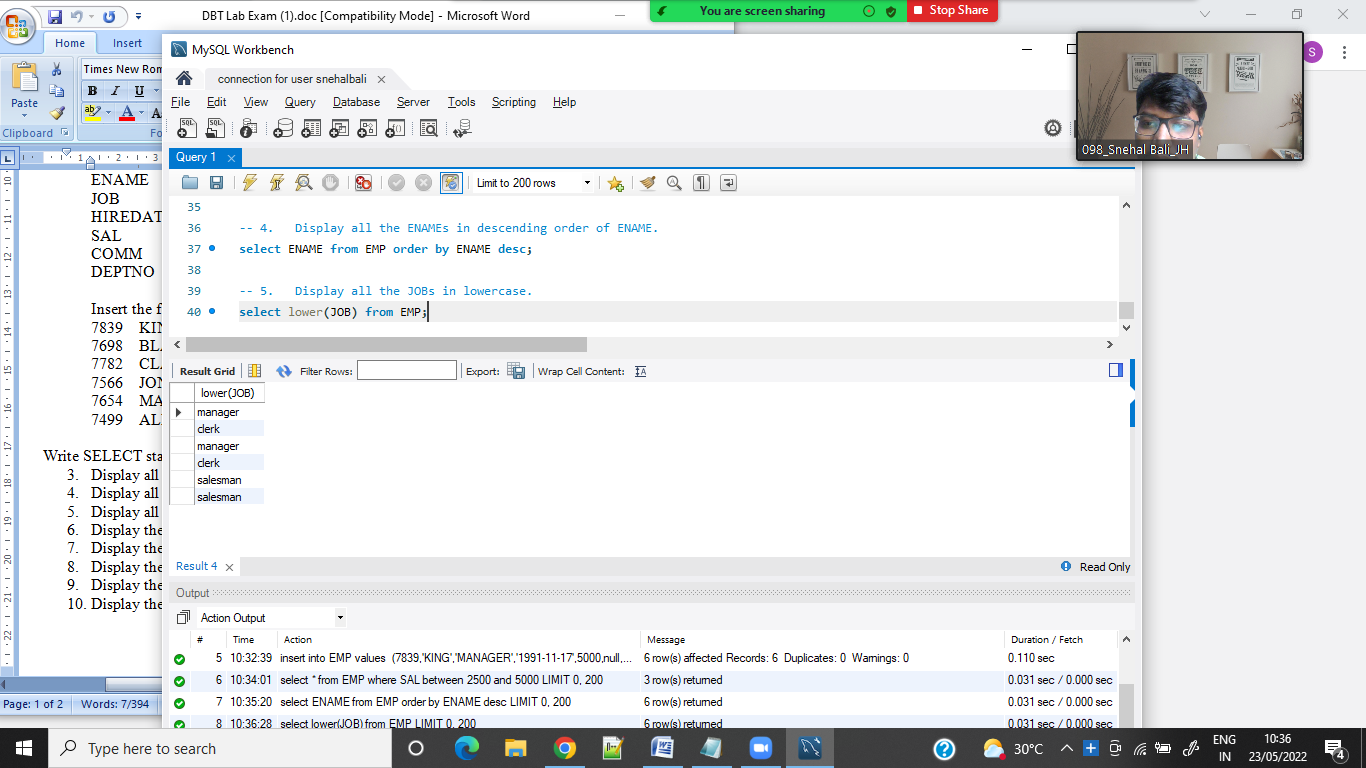 DBT Lab Exam (1).doc [Compatibility Mode] - Microsoft Word
You are screen sharing
Stop Share
Home
Insert
Times New Rom
Paste
Clipboard
MySQL Workbench
connection for user snehalbali
File Edit View Query Database Server Tools Scripting Help
S
098_Snehal Bali_JH
Query 1
Limit to 200 rows
35
36 -- 4. Display all the ENAMEs in descending order of ENAME.
37 select ENAME from EMP order by ENAME desc;
38
39 -- 5. Display all the JOBs in lowercase.
40 select lower(JOB) from EMP;
ENAME
JOB
HIREDAT
SAL
COMM
DEPTNO
Insert the f
7839 KIN
7698 BLA
7782 CLA
7566 JON
7654 MA
7499 AL
Write SELECT sta
3. Display all
4. Display all
5. Display all
6. Display the
7. Display the
8. Display the
9. Display the
10. Display the
Result Grid Filter Rows: Export: Wrap Cell Content:
lower(JOB)
manager
clerk
manager
clerk
salesman
salesman
Result 4
Read Only
Output
Action Output
# Time Action Message Duration / Fetch
5 10:32:39 insert into EMP values (7839,'KING','MANAGER','1991-11-17',5000,null,... 6 row(s) affected Records: 6 Duplicates: 0 Warnings: 0 0.110 sec
6 10:34:01 select * from EMP where SAL between 2500 and 5000 LIMIT 0, 200 3 row(s) returned 0.031 sec / 0.000 sec
7 10:35:20 select ENAME from EMP order by ENAME desc LIMIT 0, 200 6 row(s) returned 0.031 sec / 0.000 sec
8 10:36:28 select lower(JOB) from EMP LIMIT 0, 200 6 row(s) returned 0.031 sec / 0.000 sec
Page: 1 of 2 Words: 7/394
Type here to search
30°C
ENG
IN
10:36
23/05/2022
4